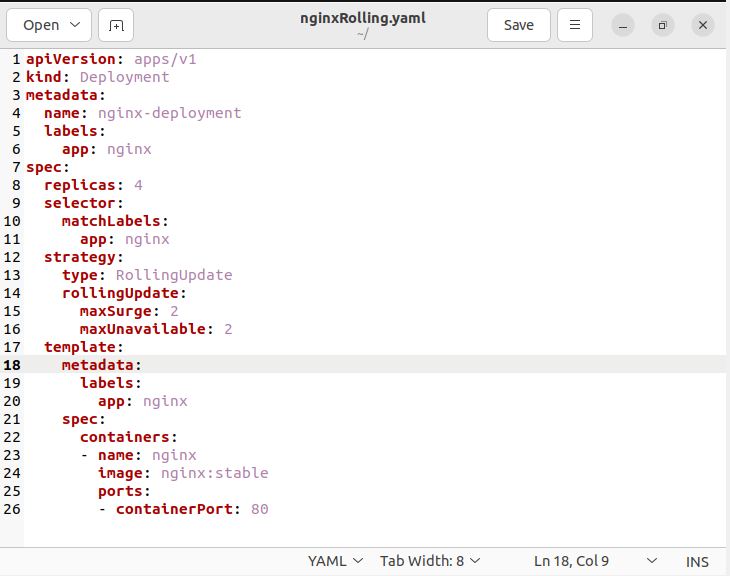 Open
nginxRolling.yaml
~/
Save
1 apiVersion: apps/v1
2 kind: Deployment
3 metadata:
4   name: nginx-deployment
5   labels:
6     app: nginx
7 spec:
8   replicas: 4
9   selector:
10     matchLabels:
11       app: nginx
12   strategy:
13     type: RollingUpdate
14     rollingUpdate:
15       maxSurge: 2
16       maxUnavailable: 2
17   template:
18     metadata:
19       labels:
20         app: nginx
21     spec:
22       containers:
23       - name: nginx
24         image: nginx:stable
25         ports:
26         - containerPort: 80
YAML Tab Width: 8 Ln 18, Col 9 INS